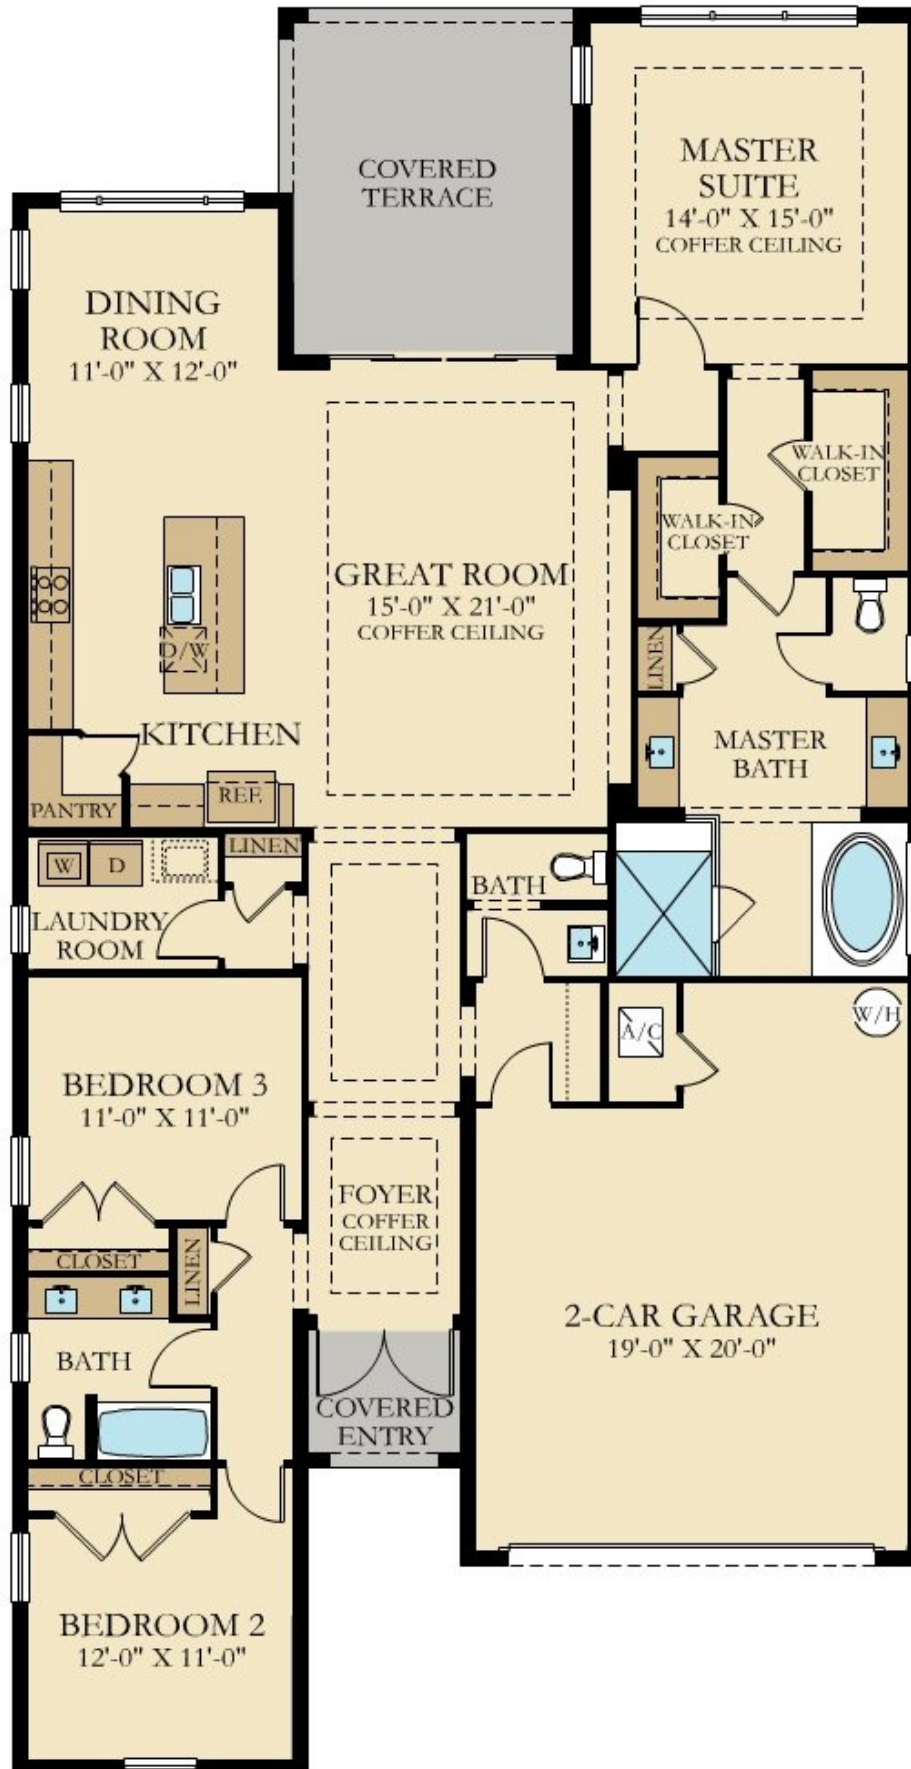 COVERED
TERRACE
MASTER
SUITE
14'-0" X 15'-0"
COFFER CEILING
DINING
ROOM
11'-0" X 12'-0"
WALK-IN
CLOSET
WALK-IN
CLOSET
GREAT ROOM
15'-0" X 21'-0"
COFFER CEILING
D/W
LINEN
KITCHEN
MASTER
BATH
REF.
PANTRY
W
D
LINEN
LAUNDRY
ROOM
BATH
A/C
W/H
BEDROOM 3
11'-0" X 11'-0"
FOYER
COFFER
CEILING
CLOSET
LINEN
BATH
2-CAR GARAGE
19'-0" X 20'-0"
COVERED
ENTRY
CLOSET
BEDROOM 2
12'-0" X 11'-0"